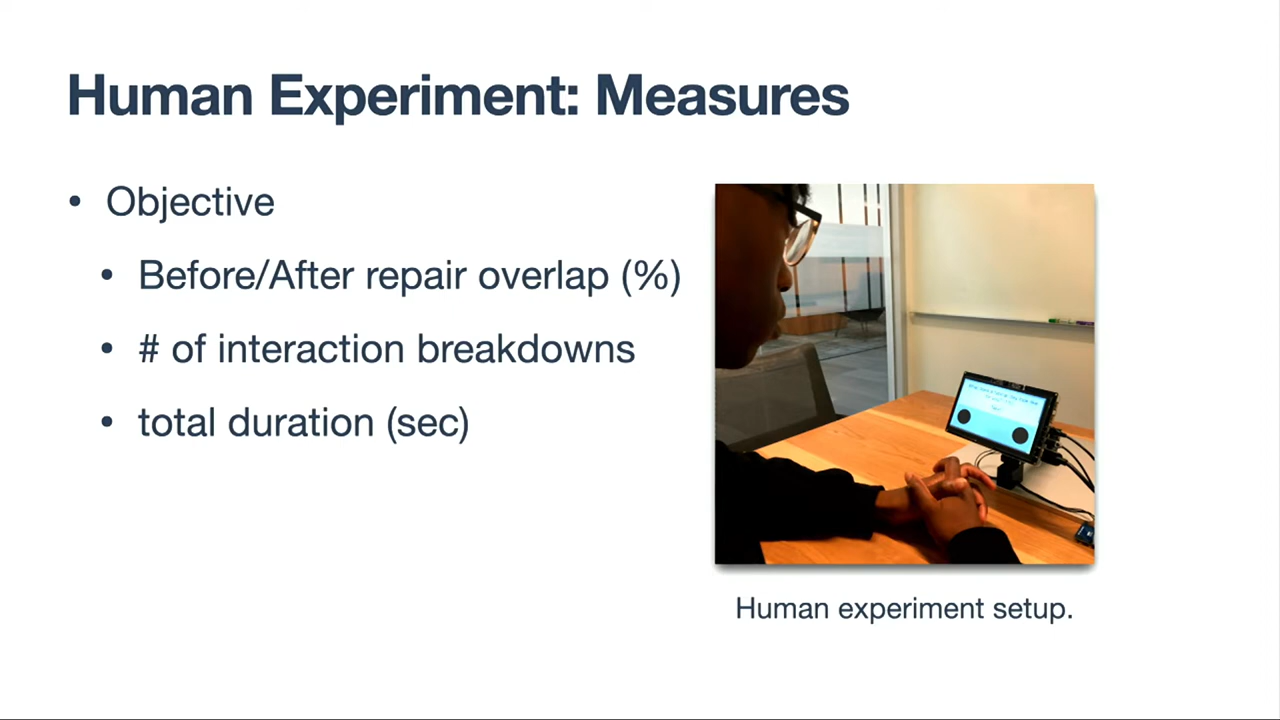 Human Experiment: Measures
• Objective
• Before/After repair overlap (%)
• # of interaction breakdowns
• total duration (sec)
Human experiment setup.